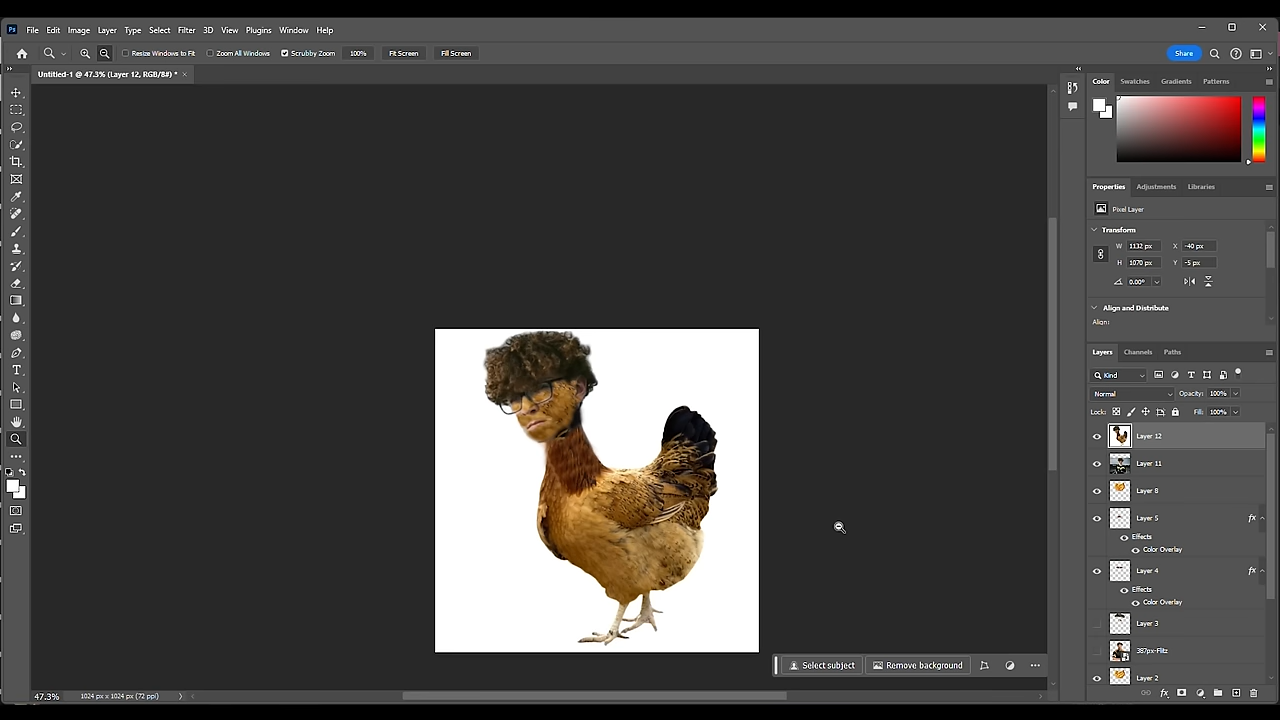 Ps File Edit Image Layer Type Select Filter 3D View Plugins Window Help
Resize Windows to Fit Zoom All Windows Scrubby Zoom 100% Fit Screen Fill Screen Share
Untitled-1 @ 47.3% (Layer 12, RGB/8#) * ×
Color Swatches Gradients Patterns
Properties Adjustments Libraries
Pixel Layer
Transform
W 1132 px X -40 px
H 1070 px Y -5 px
0.00°
Align and Distribute
Align:
Layers Channels Paths
Kind
Normal Opacity: 100%
Lock: Fill: 100%
Layer 12
Layer 11
Layer 8
Layer 5 fx
Effects
Color Overlay
Layer 4 fx
Effects
Color Overlay
Layer 3
387px-Flitz
Layer 2
Select subject Remove background
47.3% 1024 px x 1024 px (72 ppi)
fx